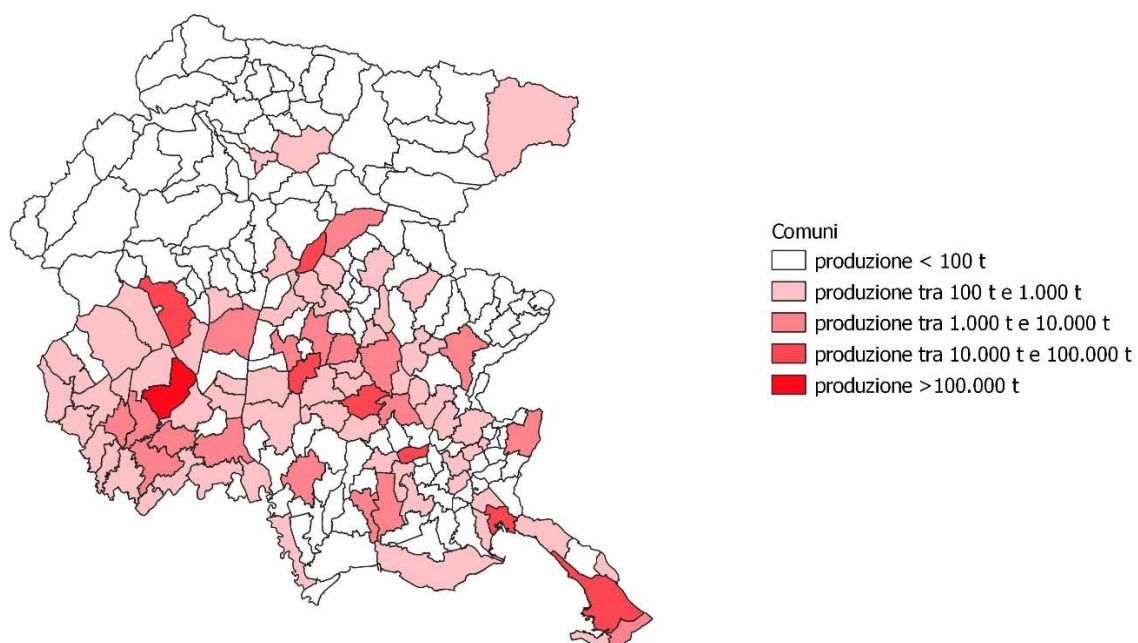 Comuni
produzione < 100 t
produzione tra 100 t e 1.000 t
produzione tra 1.000 t e 10.000 t
produzione tra 10.000 t e 100.000 t
produzione >100.000 t